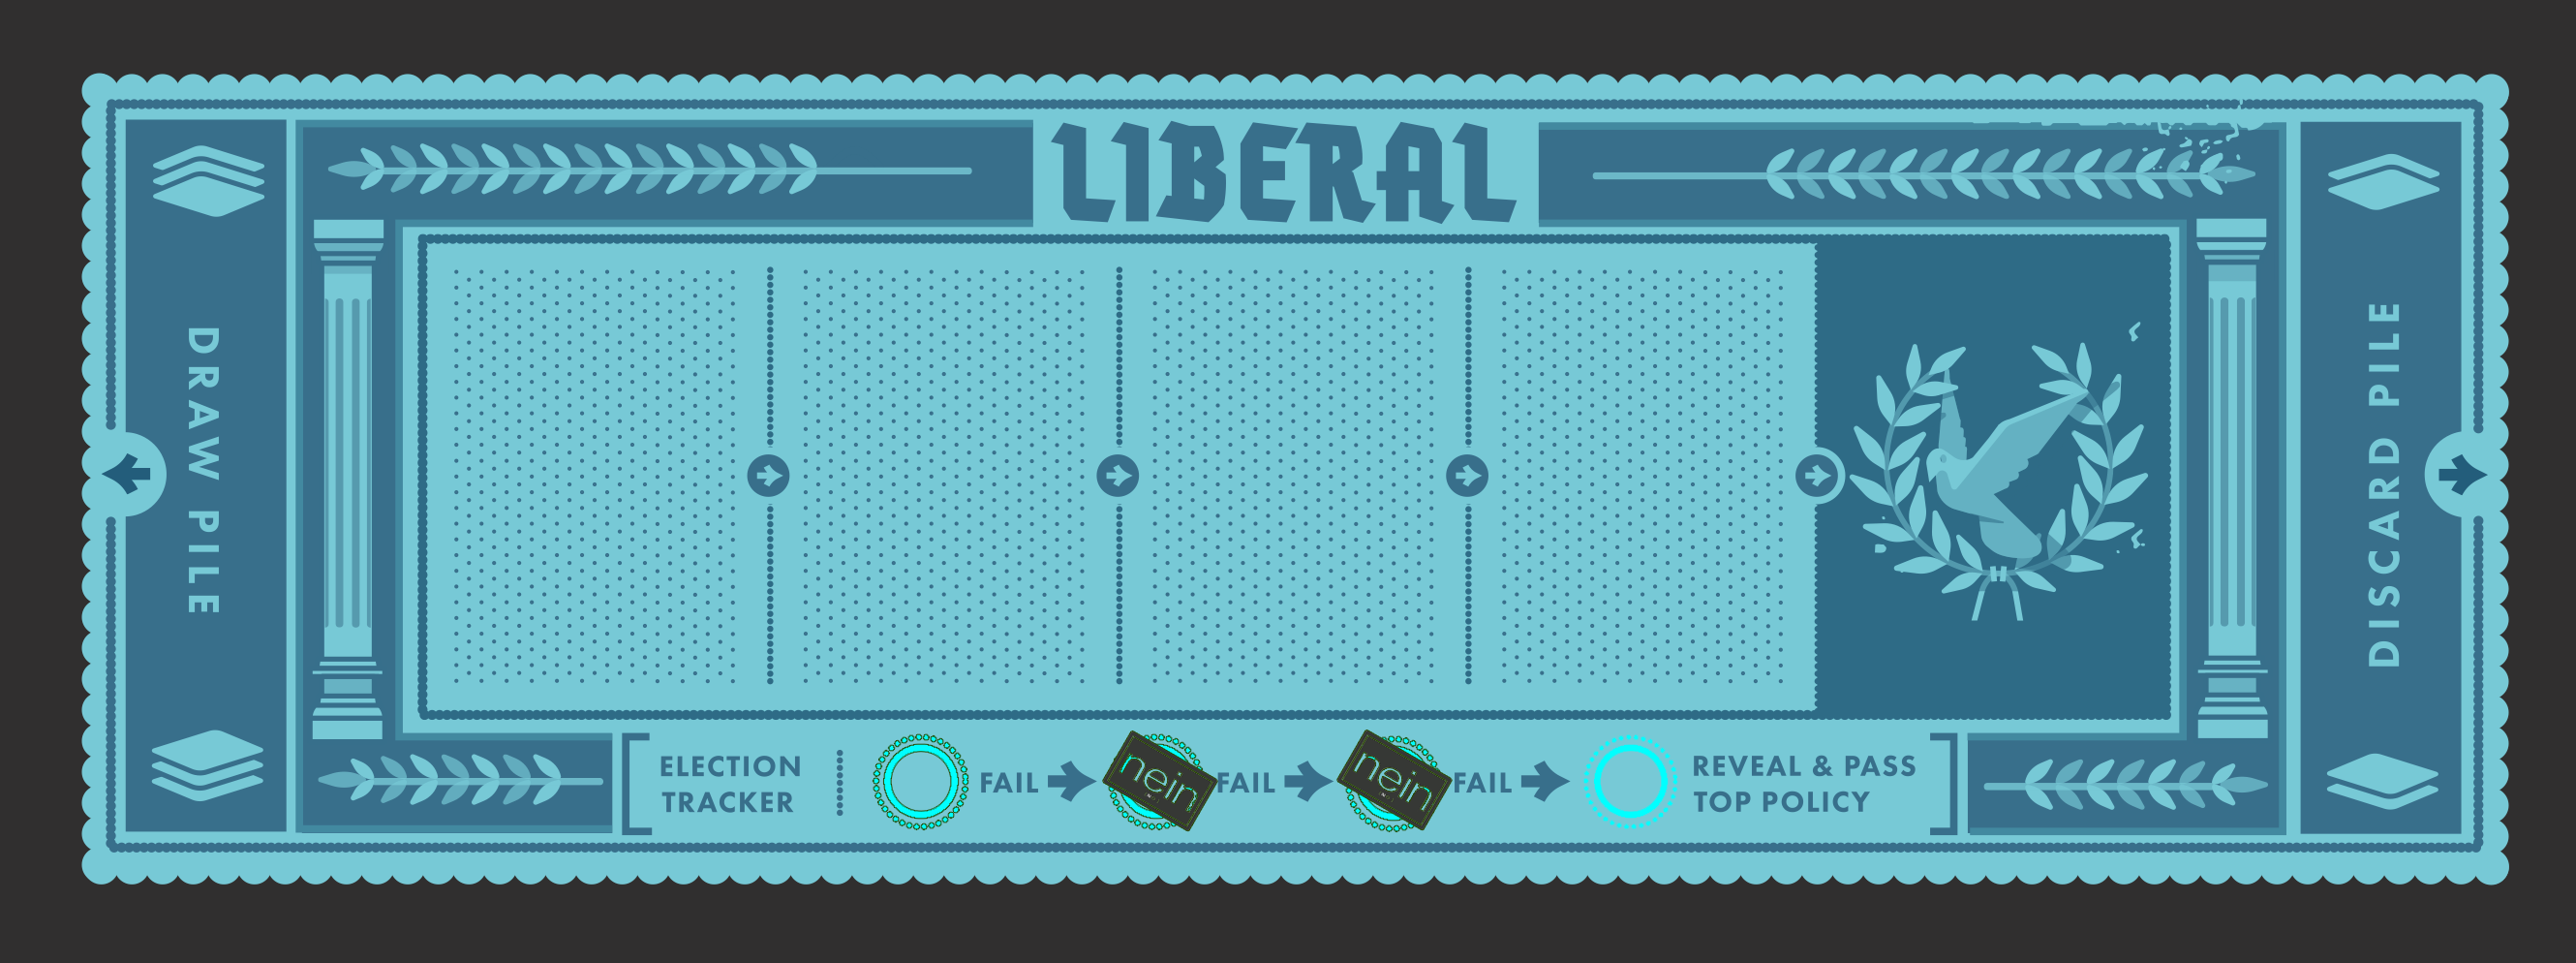 LIBERAL
DRAW PILE
DISCARD PILE
ELECTION
TRACKER
FAIL
nein
FAIL
nein
FAIL
REVEAL & PASS
TOP POLICY